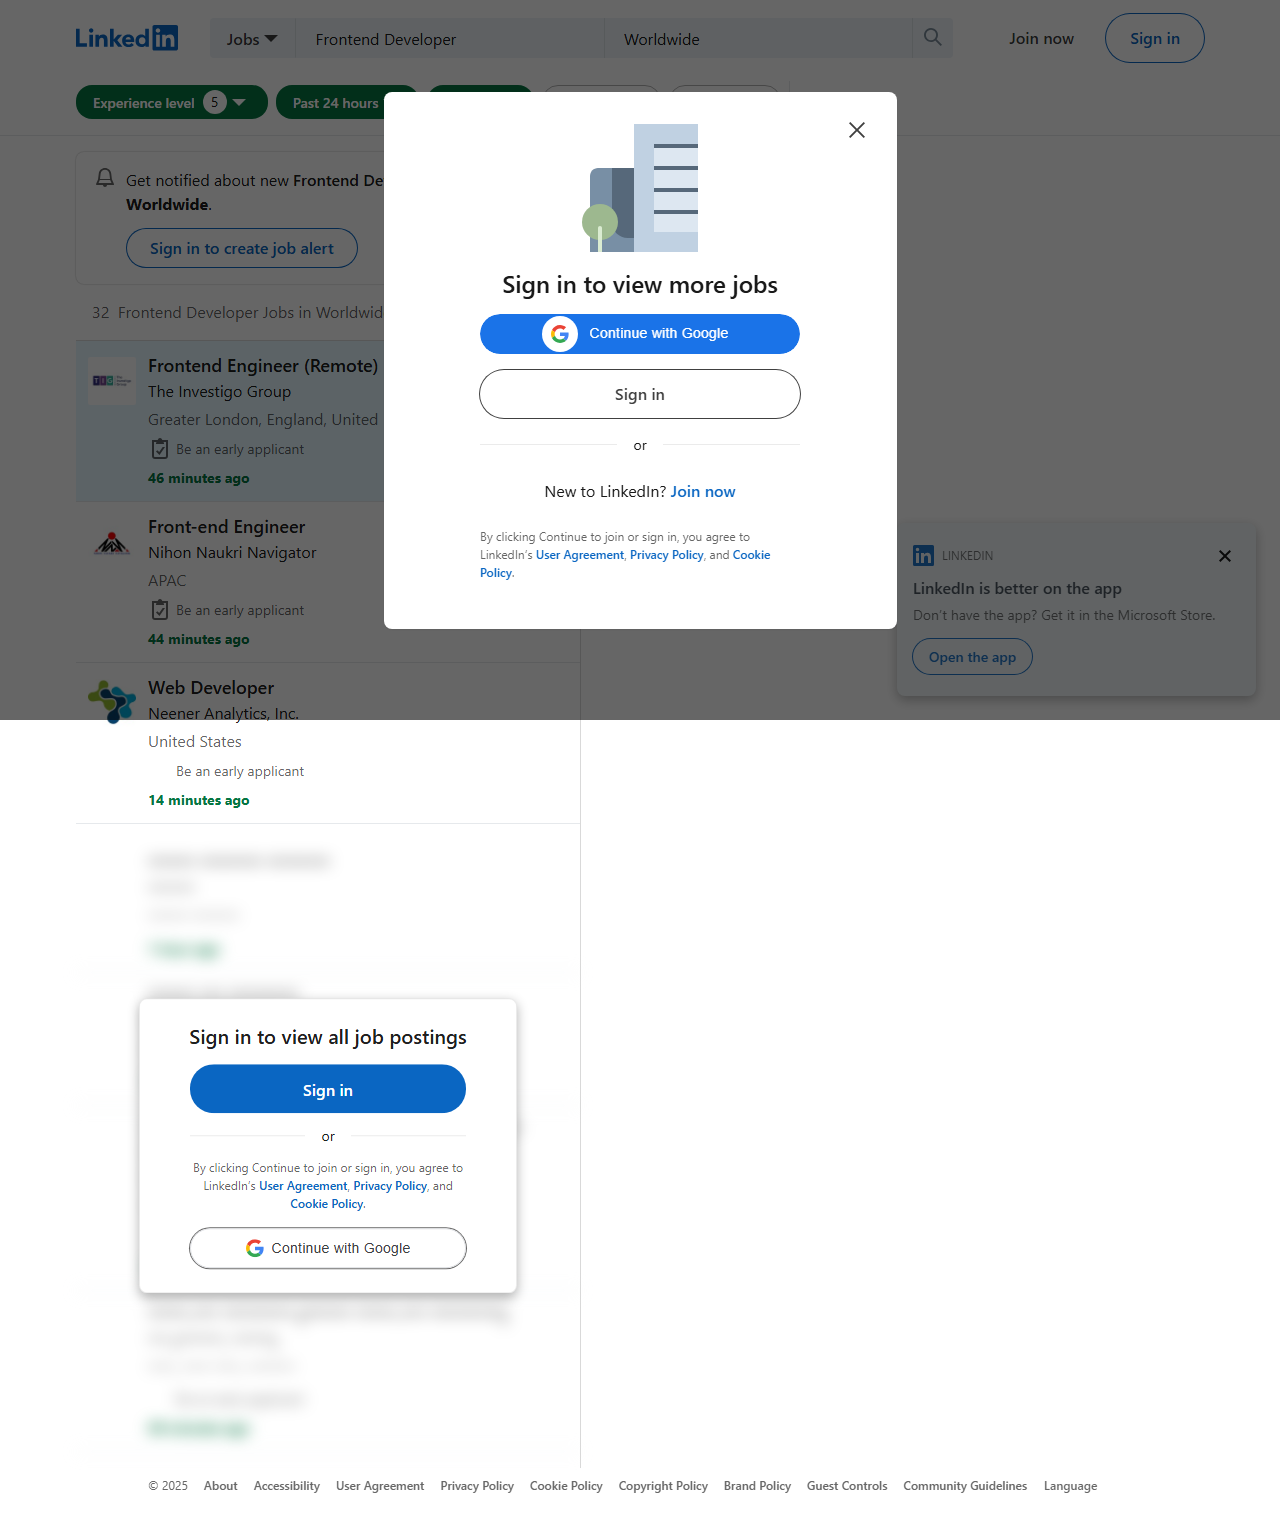 LinkedIn
Jobs
Frontend Developer
Worldwide
Join now
Sign in
Experience level 5
Past 24 hours
Get notified about new Frontend De
Worldwide.
Sign in to create job alert
32 Frontend Developer Jobs in Worldwid
Frontend Engineer (Remote)
The Investigo Group
Greater London, England, United
Be an early applicant
46 minutes ago
Front-end Engineer
Nihon Naukri Navigator
APAC
Be an early applicant
44 minutes ago
Web Developer
Neener Analytics, Inc.
United States
Be an early applicant
14 minutes ago
Sign in to view more jobs
Continue with Google
Sign in
or
New to LinkedIn? Join now
By clicking Continue to join or sign in, you agree to
LinkedIn’s User Agreement, Privacy Policy, and Cookie
Policy.
LINKEDIN
LinkedIn is better on the app
Don’t have the app? Get it in the Microsoft Store.
Open the app
Sign in to view all job postings
Sign in
or
By clicking Continue to join or sign in, you agree to
LinkedIn’s User Agreement, Privacy Policy, and
Cookie Policy.
Continue with Google
© 2025 About Accessibility User Agreement Privacy Policy Cookie Policy Copyright Policy Brand Policy Guest Controls Community Guidelines Language